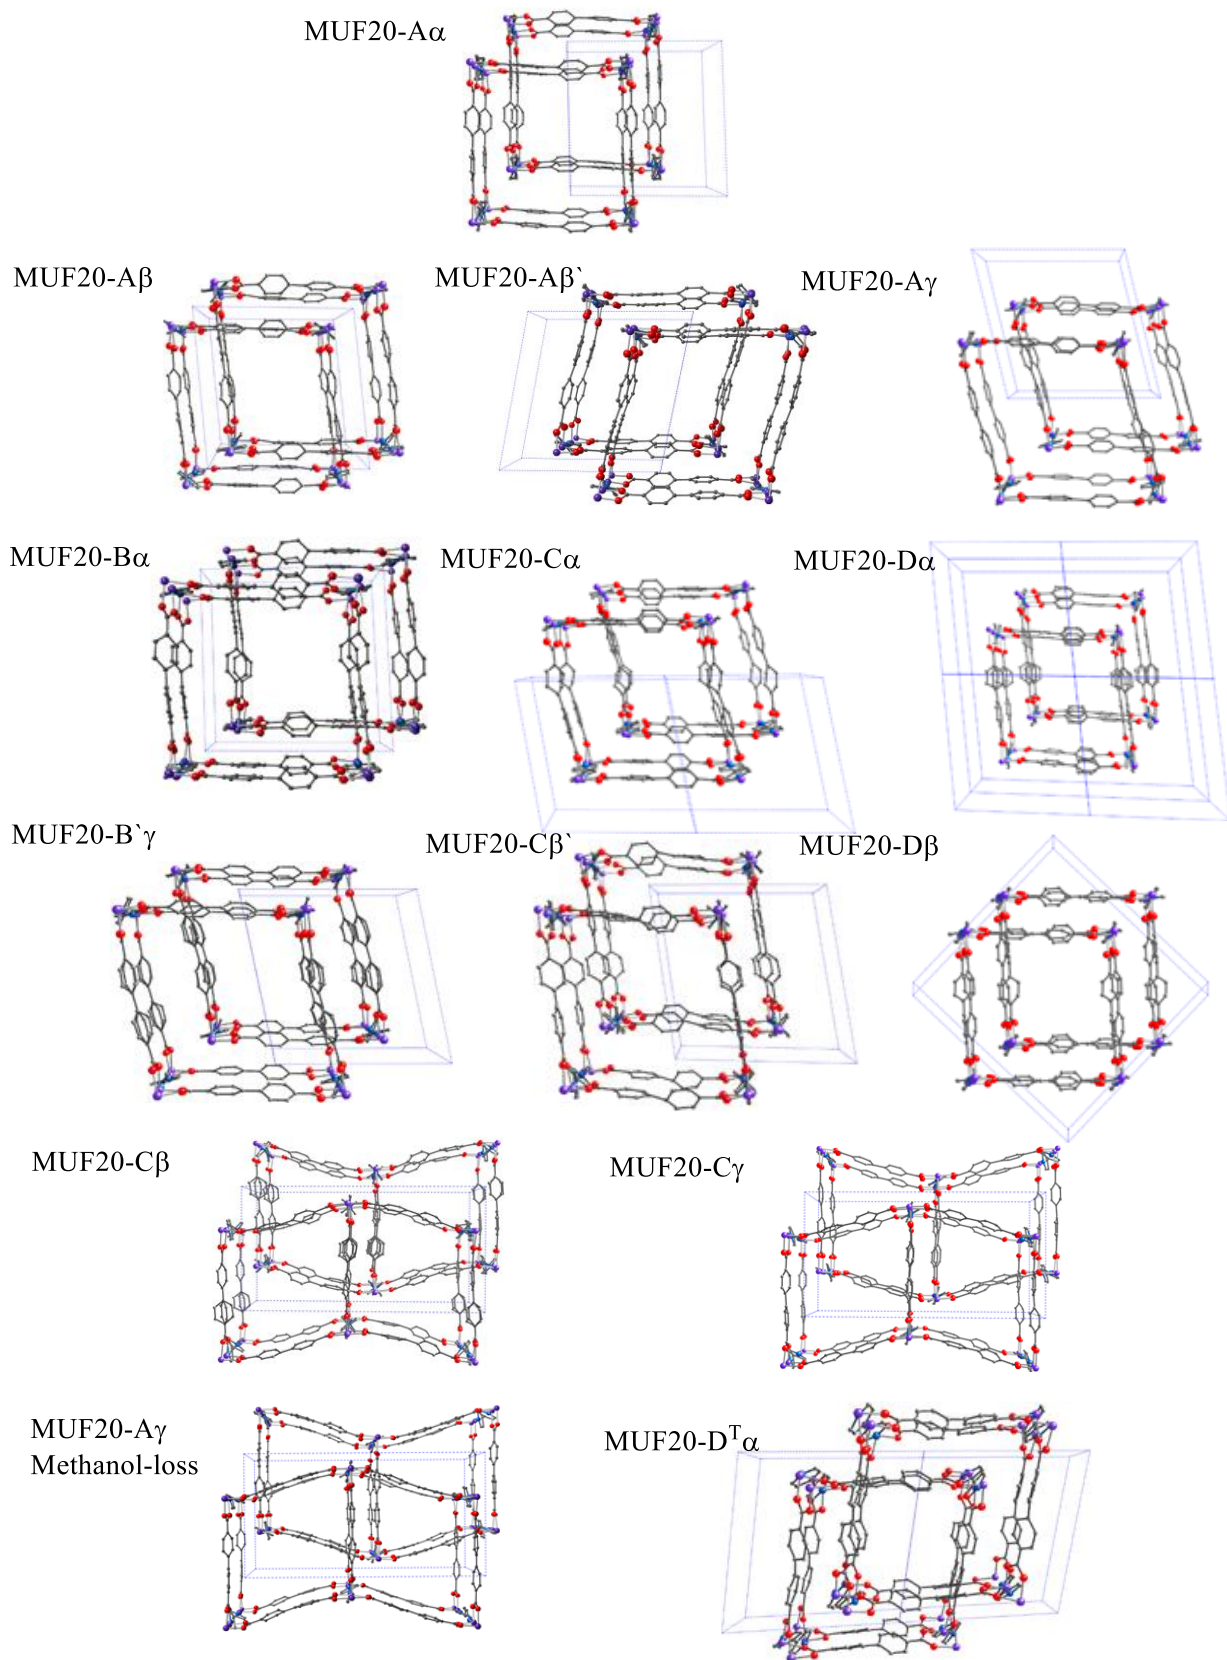 MUF20-Aα
MUF20-Aβ
MUF20-Aβ`
MUF20-Aγ
MUF20-Bα
MUF20-Cα
MUF20-Dα
MUF20-B`γ
MUF20-Cβ`
MUF20-Dβ
MUF20-Cβ
MUF20-Cγ
MUF20-Aγ
Methanol-loss
MUF20-Dᵀα